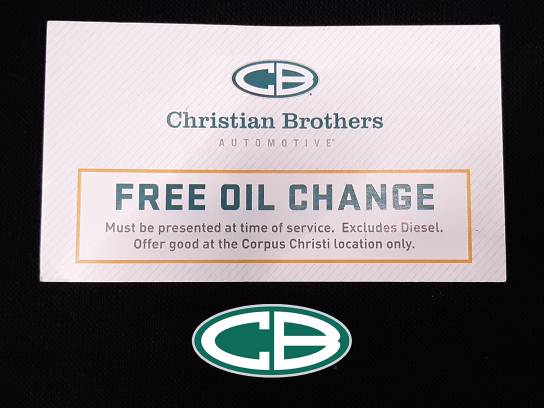 CB
Christian Brothers
AUTOMOTIVE
FREE OIL CHANGE
Must be presented at time of service. Excludes Diesel.
Offer good at the Corpus Christi location only.
CB